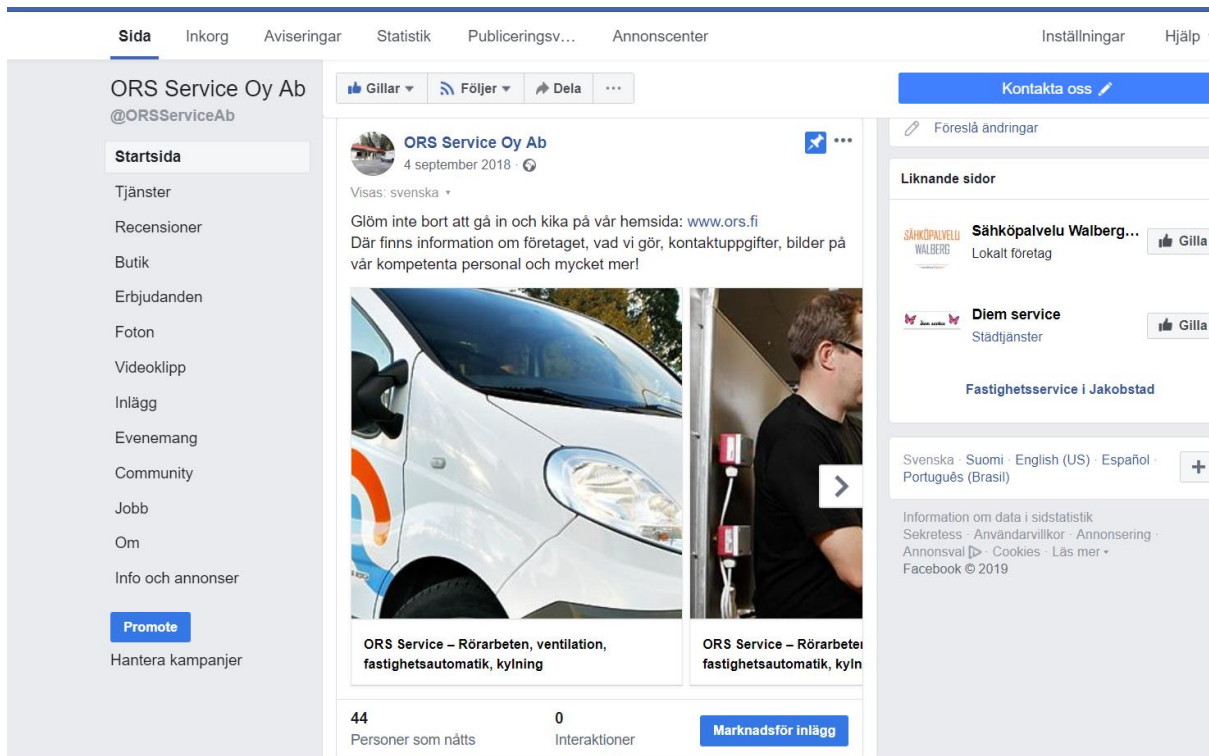 Sida Inkorg Aviseringar Statistik Publiceringsv… Annonscenter Inställningar Hjälp
ORS Service Oy Ab
@ORSServiceAb
Startsida
Tjänster
Recensioner
Butik
Erbjudanden
Foton
Videoklipp
Inlägg
Evenemang
Community
Jobb
Om
Info och annonser
Promote
Hantera kampanjer
Gillar Följer Dela ...
ORS Service Oy Ab
4 september 2018 ·
Visas: svenska
Glöm inte bort att gå in och kika på vår hemsida: www.ors.fi
Där finns information om företaget, vad vi gör, kontaktuppgifter, bilder på
vår kompetenta personal och mycket mer!
ORS Service – Rörarbeten, ventilation,
fastighetsautomatik, kylning
ORS Service – Rörarbeten
fastighetsautomatik, kyln
44
Personer som nåtts
0
Interaktioner
Marknadsför inlägg
Kontakta oss
Föreslå ändringar
Liknande sidor
SÄHKÖPALVELU
WALBERG
Sähköpalvelu Walberg...
Lokalt företag
Gilla
Diem service
Städtjänster
Gilla
Fastighetsservice i Jakobstad
Svenska · Suomi · English (US) · Español ·
Português (Brasil)
+
Information om data i sidstatistik
Sekretess · Användarvillkor · Annonsering ·
Annonsval · Cookies · Läs mer
Facebook © 2019